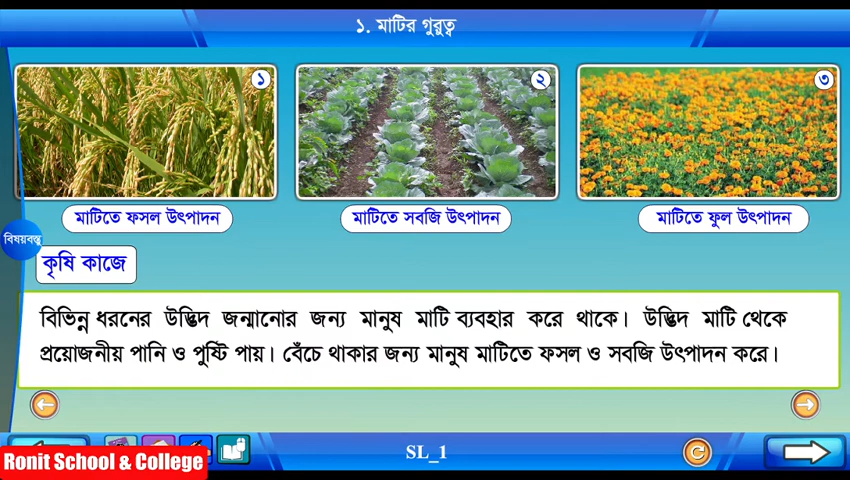 ১. মাটির গুরুত্ব
১
২
৩
মাটিতে ফসল উৎপাদন
মাটিতে সবজি উৎপাদন
মাটিতে ফুল উৎপাদন
বিষয়বস্তু
কৃষি কাজে
বিভিন্ন ধরনের উদ্ভিদ জন্মানোর জন্য মানুষ মাটি ব্যবহার করে থাকে। উদ্ভিদ মাটি থেকে
প্রয়োজনীয় পানি ও পুষ্টি পায়। বেঁচে থাকার জন্য মানুষ মাটিতে ফসল ও সবজি উৎপাদন করে।
SL_1
Ronit School & College